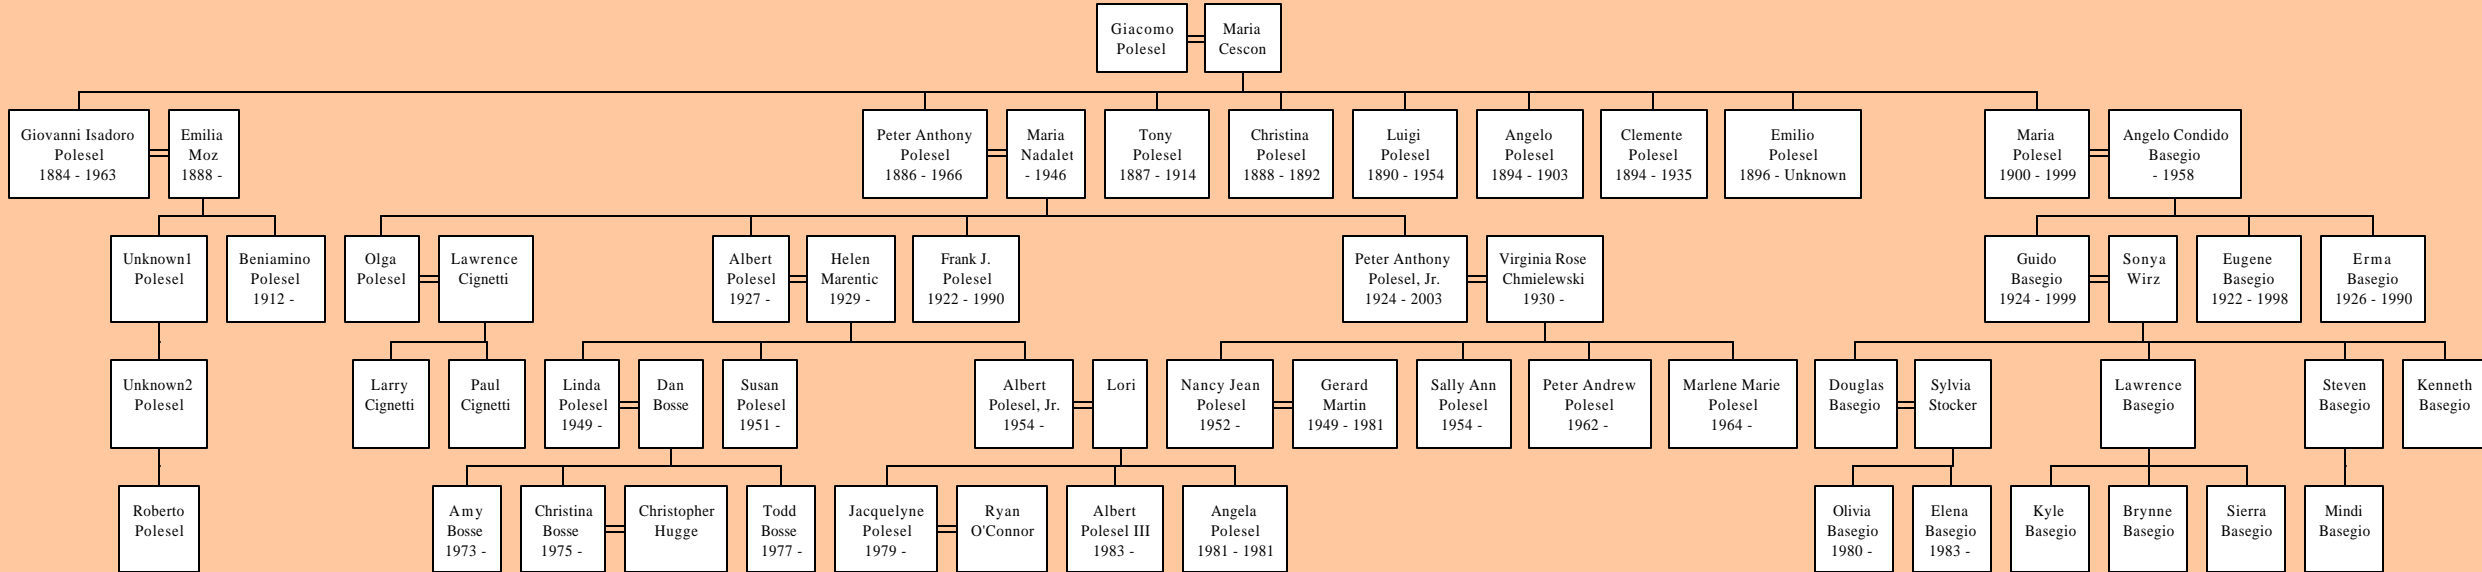 Giacomo
Polesel
Maria
Cescon
Giovanni Isadoro
Polesel
1884 - 1963
Emilia
Moz
1888 -
Peter Anthony
Polesel
1886 - 1966
Maria
Nadalet
- 1946
Tony
Polesel
1887 - 1914
Christina
Polesel
1888 - 1892
Luigi
Polesel
1890 - 1954
Angelo
Polesel
1894 - 1903
Clemente
Polesel
1894 - 1935
Emilio
Polesel
1896 - Unknown
Maria
Polesel
1900 - 1999
Angelo Condido
Basegio
- 1958
Unknown1
Polesel
Beniamino
Polesel
1912 -
Olga
Polesel
Lawrence
Cignetti
Albert
Polesel
1927 -
Helen
Marentic
1929 -
Frank J.
Polesel
1922 - 1990
Peter Anthony
Polesel, Jr.
1924 - 2003
Virginia Rose
Chmielewski
1930 -
Guido
Basegio
1924 - 1999
Sonya
Wirz
Eugene
Basegio
1922 - 1998
Erma
Basegio
1926 - 1990
Unknown2
Polesel
Larry
Cignetti
Paul
Cignetti
Linda
Polesel
1949 -
Dan
Bosse
Susan
Polesel
1951 -
Albert
Polesel, Jr.
1954 -
Lori
Nancy Jean
Polesel
1952 -
Gerard
Martin
1949 - 1981
Sally Ann
Polesel
1954 -
Peter Andrew
Polesel
1962 -
Marlene Marie
Polesel
1964 -
Douglas
Basegio
Sylvia
Stocker
Lawrence
Basegio
Steven
Basegio
Kenneth
Basegio
Roberto
Polesel
Amy
Bosse
1973 -
Christina
Bosse
1975 -
Christopher
Hugge
Todd
Bosse
1977 -
Jacquelyne
Polesel
1979 -
Ryan
O'Connor
Albert
Polesel III
1983 -
Angela
Polesel
1981 - 1981
Olivia
Basegio
1980 -
Elena
Basegio
1983 -
Kyle
Basegio
Brynne
Basegio
Sierra
Basegio
Mindi
Basegio